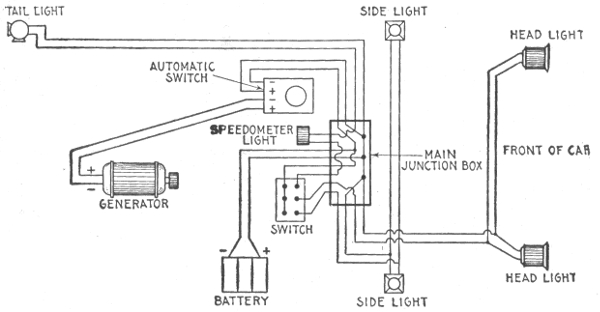 TAIL LIGHT
SIDE LIGHT
HEAD LIGHT
AUTOMATIC
SWITCH
-
+
-
+
SPEEDOMETER
LIGHT
MAIN
JUNCTION BOX
FRONT OF CAR
+
-
GENERATOR
SWITCH
- +
BATTERY
SIDE LIGHT
HEAD LIGHT